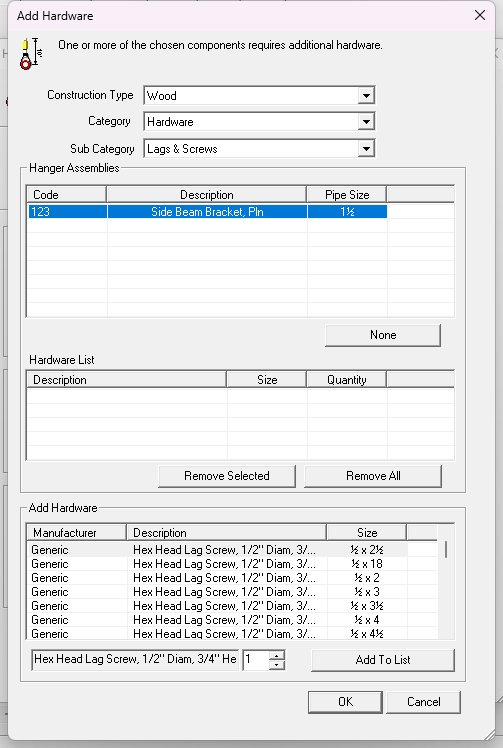 Add Hardware
One or more of the chosen components requires additional hardware.
Construction Type Wood
Category Hardware
Sub Category Lags & Screws
Hanger Assemblies
Code Description Pipe Size
123 Side Beam Bracket, Pln 1½
None
Hardware List
Description Size Quantity
Remove Selected Remove All
Add Hardware
Manufacturer Description Size
Generic Hex Head Lag Screw, 1/2" Diam, 3/... ½ x 2½
Generic Hex Head Lag Screw, 1/2" Diam, 3/... ½ x 18
Generic Hex Head Lag Screw, 1/2" Diam, 3/... ½ x 2
Generic Hex Head Lag Screw, 1/2" Diam, 3/... ½ x 3
Generic Hex Head Lag Screw, 1/2" Diam, 3/... ½ x 3½
Generic Hex Head Lag Screw, 1/2" Diam, 3/... ½ x 4
Generic Hex Head Lag Screw, 1/2" Diam, 3/... ½ x 4½
Hex Head Lag Screw, 1/2" Diam, 3/4" He 1 Add To List
OK Cancel